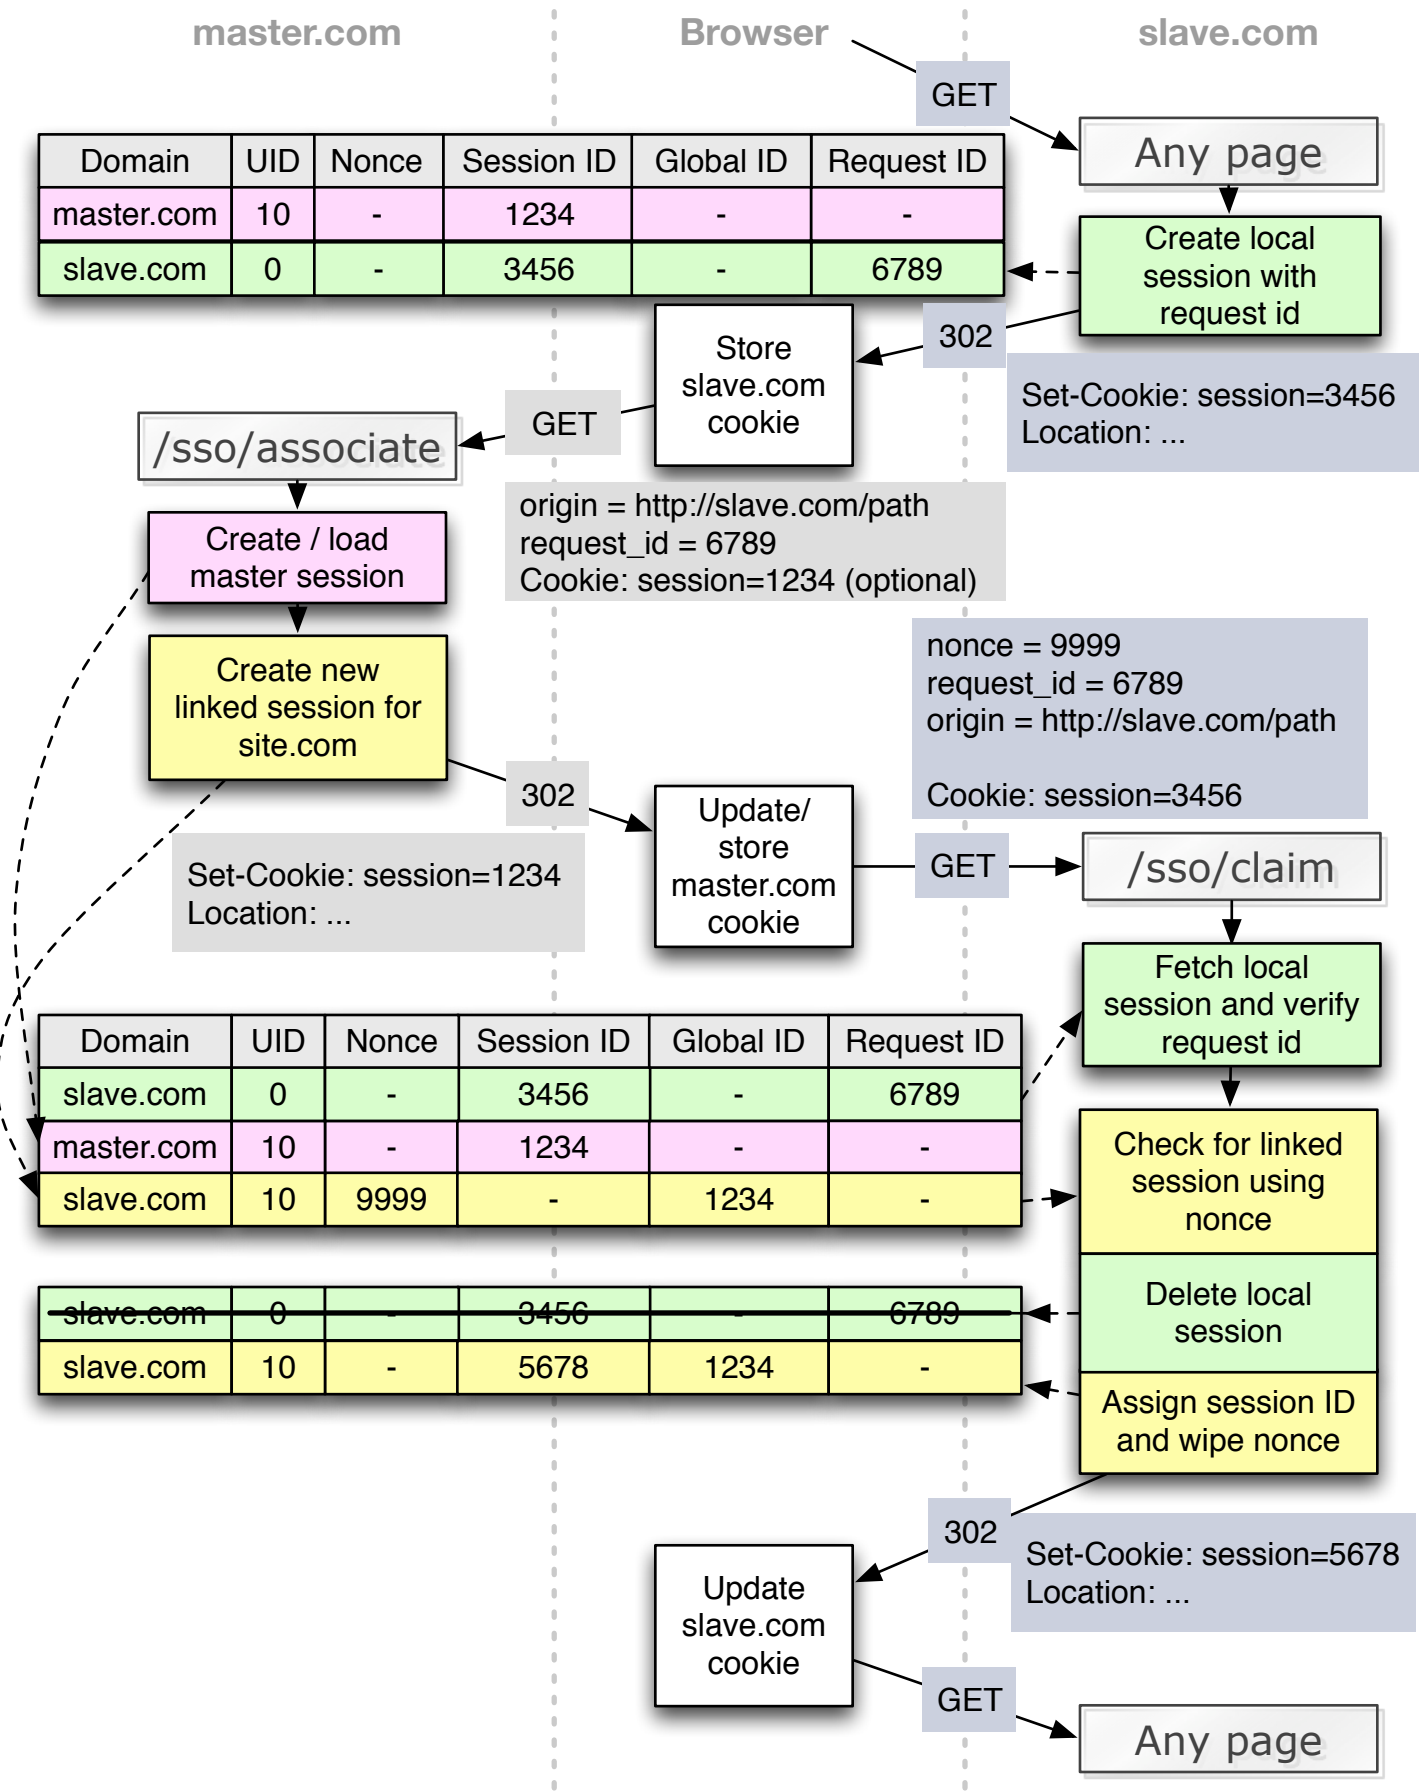 master.com
Browser
slave.com
GET
Any page
Domain UID Nonce Session ID Global ID Request ID
master.com 10 - 1234 - -
slave.com 0 - 3456 - 6789
Create local
session with
request id
302
Store
slave.com
cookie
Set-Cookie: session=3456
Location: ...
GET
/sso/associate
origin = http://slave.com/path
request_id = 6789
Cookie: session=1234 (optional)
Create / load
master session
Create new
linked session for
site.com
302
Set-Cookie: session=1234
Location: ...
Update/
store
master.com
cookie
nonce = 9999
request_id = 6789
origin = http://slave.com/path
Cookie: session=3456
GET
/sso/claim
Fetch local
session and verify
request id
Domain UID Nonce Session ID Global ID Request ID
slave.com 0 - 3456 - 6789
master.com 10 - 1234 - -
slave.com 10 9999 - 1234 -
Check for linked
session using
nonce
Delete local
session
slave.com 0 - 3456 - 6789
slave.com 10 - 5678 1234 -
Assign session ID
and wipe nonce
302
Set-Cookie: session=5678
Location: ...
Update
slave.com
cookie
GET
Any page